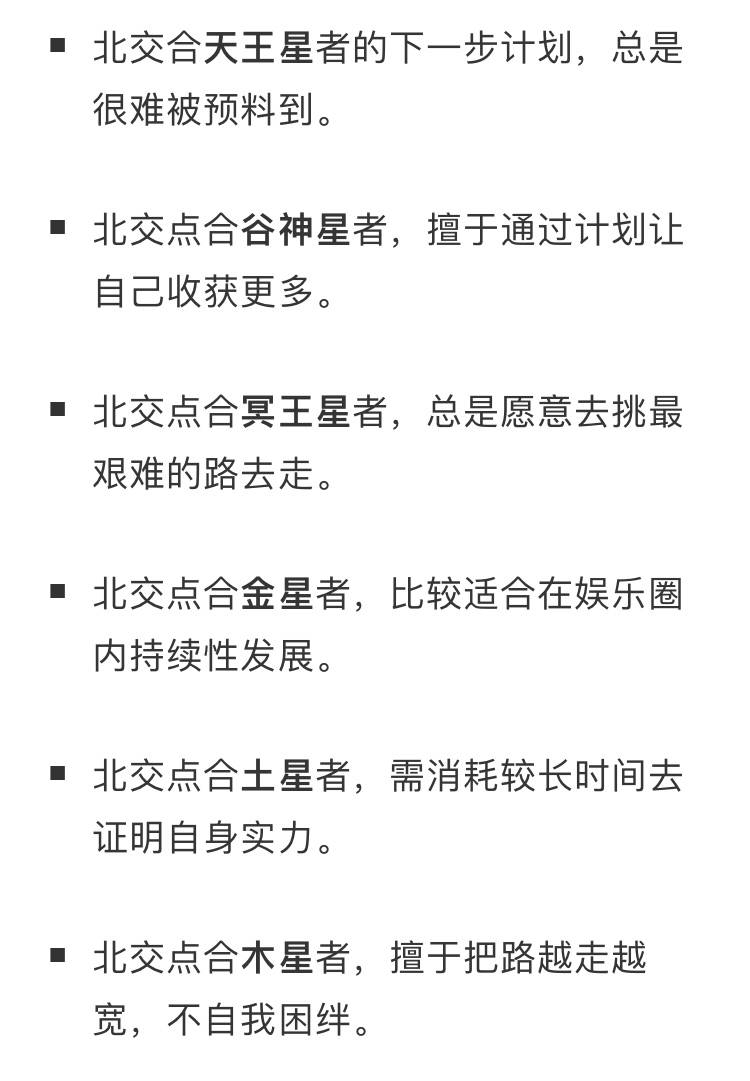 ▪ 北交合天王星者的下一步计划，总是
很难被预料到。
▪ 北交点合谷神星者，擅于通过计划让
自己收获更多。
▪ 北交点合冥王星者，总是愿意去挑最
艰难的路去走。
▪ 北交点合金星者，比较适合在娱乐圈
内持续性发展。
▪ 北交点合土星者，需消耗较长时间去
证明自身实力。
▪ 北交点合木星者，擅于把路越走越
宽，不自我困绊。